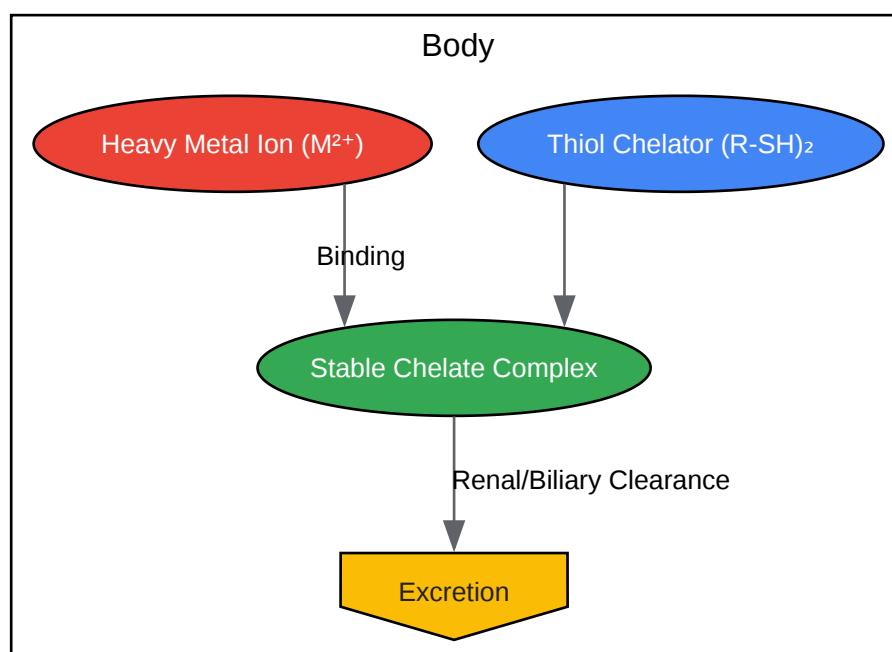 Body
Heavy Metal Ion (M²⁺)
Thiol Chelator (R-SH)₂
Binding
Stable Chelate Complex
Renal/Biliary Clearance
Excretion